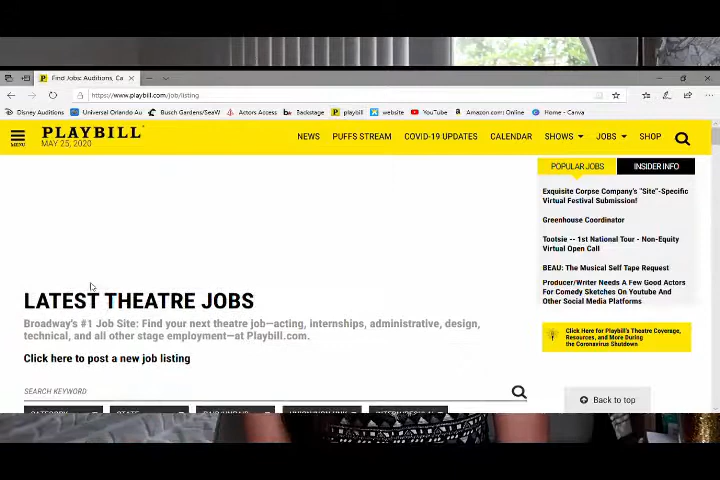 Find Jobs: Auditions, Ca
https://www.playbill.com/job/listing
Disney Auditions
Universal Orlando Au
Busch Garden/SeaW
Actors Access
Backstage
playbill
website
YouTube
Amazon.com: Online
Home - Canva
MENU
PLAYBILL
MAY 25, 2020
NEWS
PUFFS STREAM
COVID-19 UPDATES
CALENDAR
SHOWS
JOBS
SHOP
POPULAR JOBS
INSIDER INFO
Exquisite Corpse Company's "Site"-Specific
Virtual Festival Submission!
Greenhouse Coordinator
Tootsie -- 1st National Tour - Non-Equity
Virtual Open Call
BEAU: The Musical Self Tape Request
Producer/Writer Needs A Few Good Actors
For Comedy Sketches On Youtube And
Other Social Media Platforms
Click Here for Playbill's Theatre Coverage,
Resources, and More During
the Coronavirus Shutdown
Back to top
LATEST THEATRE JOBS
Broadway's #1 Job Site: Find your next theatre job—acting, internships, administrative, design,
technical, and all other stage employment—at Playbill.com.
Click here to post a new job listing
SEARCH KEYWORD